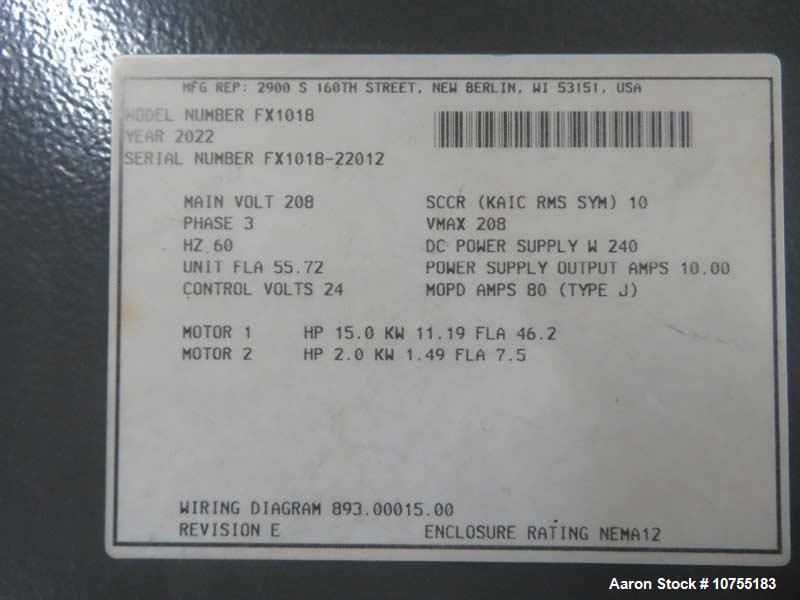 MFG REP: 2900 S 160TH STREET, NEW BERLIN, WI 53151, USA
MODEL NUMBER FX1018
YEAR 2022
SERIAL NUMBER FX1018-22012
MAIN VOLT 208 SCCR (KAIC RMS SYM) 10
PHASE 3 VMAX 208
HZ 60 DC POWER SUPPLY W 240
UNIT FLA 55.72 POWER SUPPLY OUTPUT AMPS 10.00
CONTROL VOLTS 24 MOPD AMPS 80 (TYPE J)
MOTOR 1 HP 15.0 KW 11.19 FLA 46.2
MOTOR 2 HP 2.0 KW 1.49 FLA 7.5
WIRING DIAGRAM 893.00015.00
REVISION E ENCLOSURE RATING NEMA12
Aaron Stock # 10755183